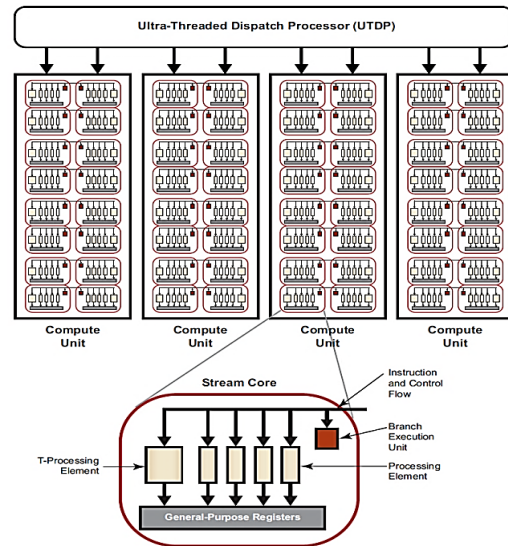 Ultra-Threaded Dispatch Processor (UTDP)
Compute
Unit
Compute
Unit
Compute
Unit
Compute
Unit
Stream Core
Instruction
and Control
Flow
Branch
Execution
Unit
T-Processing
Element
Processing
Element
General-Purpose Registers